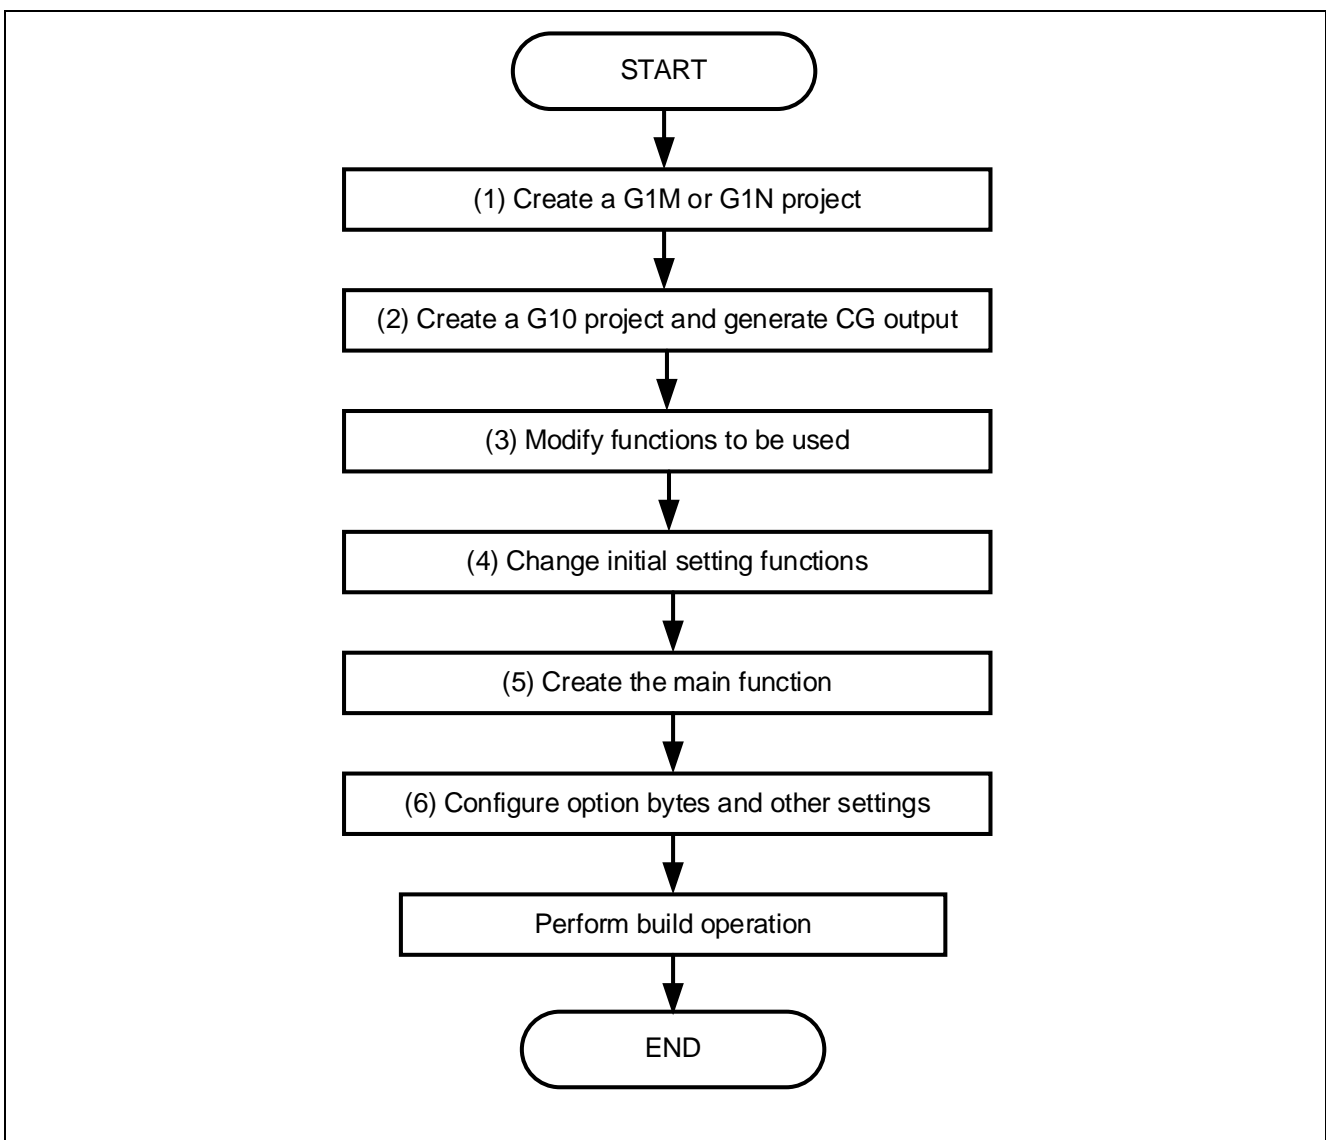 START
(1) Create a G1M or G1N project
(2) Create a G10 project and generate CG output
(3) Modify functions to be used
(4) Change initial setting functions
(5) Create the main function
(6) Configure option bytes and other settings
Perform build operation
END